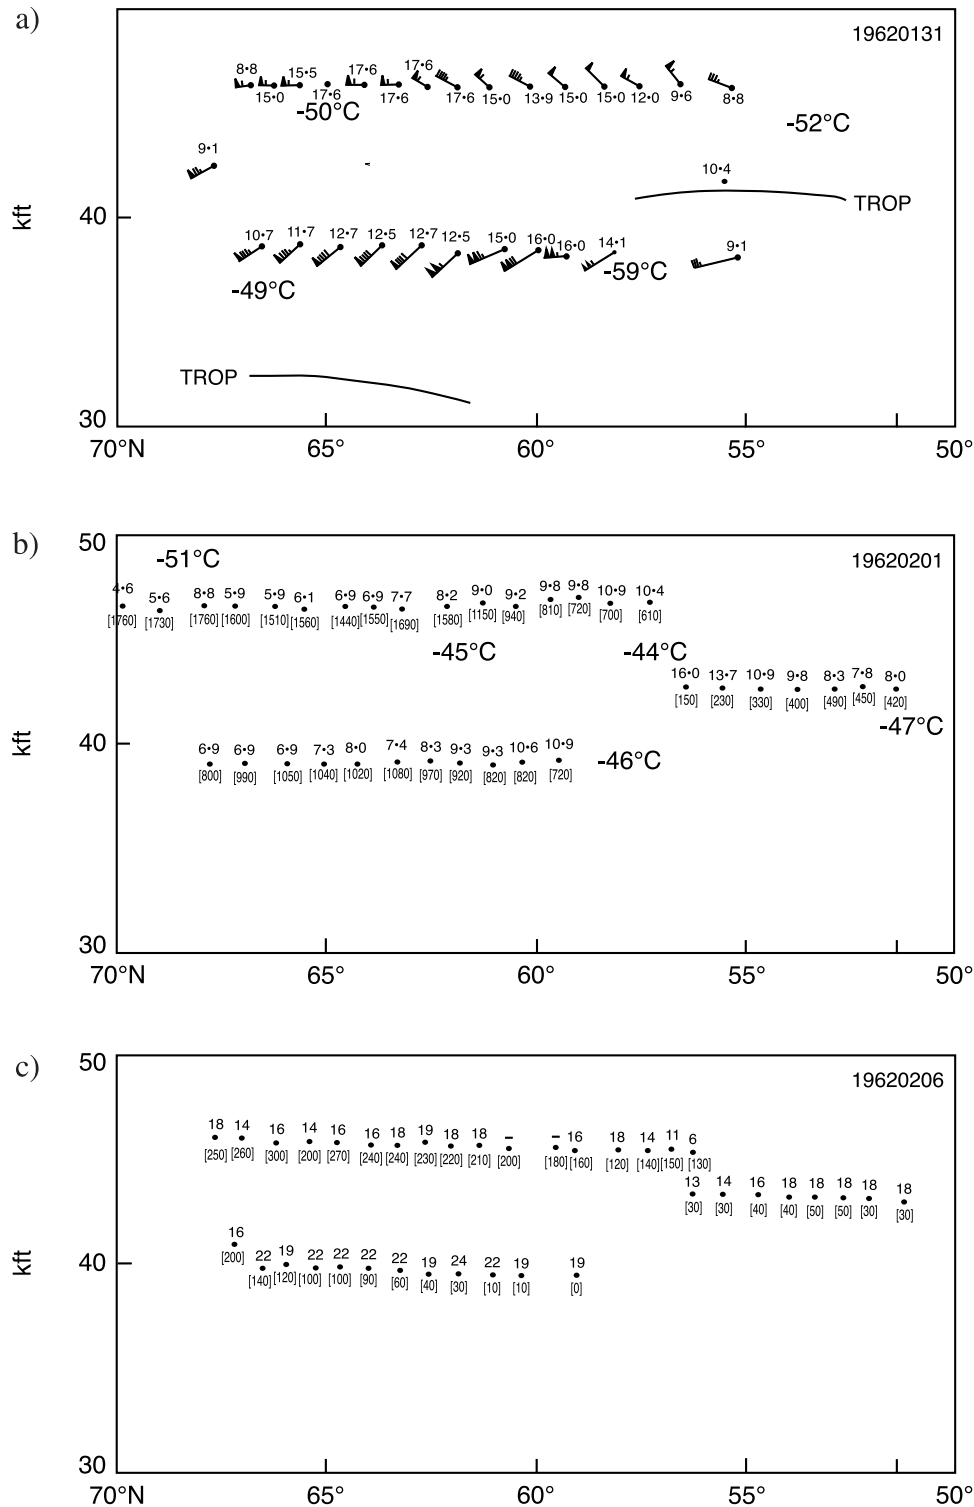 a)
19620131
8•8 15•5 17•6 17•6
15•0 17•6 17•6 17•6 15•0 13•9 15•0 15•0 12•0 9•6 8•8
-50°C
-52°C
9•1
10•4
kft
40
TROP
10•7 11•7 12•7 12•5 12•7 12•5 15•0 16•0 16•0 14•1 9•1
-49°C
-59°C
TROP
30
70°N 65° 60° 55° 50°
b)
50
-51°C
19620201
4•6 5•6 8•8 5•9 5•9 6•1 6•9 6•9 7•7 8•2 9•0 9•2 9•8 9•8 10•9 10•4
[1760] [1730] [1760] [1600] [1510] [1560] [1440] [1550] [1690] [1580] [1150] [940] [810] [720] [700] [610]
-45°C
-44°C
16•0 13•7 10•9 9•8 8•3 7•8 8•0
[150] [230] [330] [400] [490] [450] [420]
-47°C
kft
40
6•9 6•9 6•9 7•3 8•0 7•4 8•3 9•3 9•3 10•6 10•9
[800] [990] [1050] [1040] [1020] [1080] [970] [920] [820] [820] [720]
-46°C
30
70°N 65° 60° 55° 50°
c)
50
19620206
18 14 16 14 16 16 18 19 18 18 – – 16 18 14 11 6
[250] [260] [300] [200] [270] [240] [240] [230] [220] [210] [200] [180] [160] [120] [140] [150] [130]
13 14 16 18 18 18 18 18
[30] [30] [40] [40] [50] [50] [30] [30]
16
[200]
kft
40
22 19 22 22 22 22 19 24 22 19 19
[140] [120] [100] [100] [90] [60] [40] [30] [10] [10] [0]
30
70°N 65° 60° 55° 50°